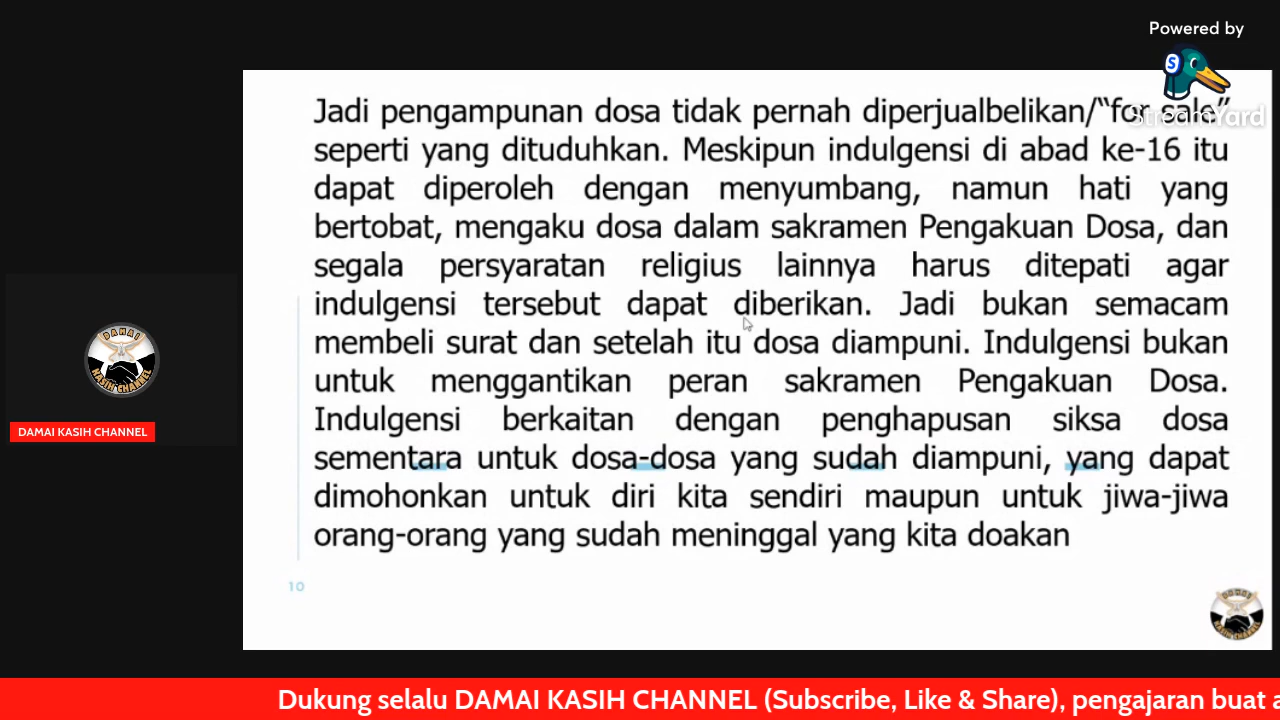 Powered by
StreamYard
Jadi pengampunan dosa tidak pernah diperjualbelikan/“for sale”
seperti yang dituduhkan. Meskipun indulgensi di abad ke-16 itu
dapat diperoleh dengan menyumbang, namun hati yang
bertobat, mengaku dosa dalam sakramen Pengakuan Dosa, dan
segala persyaratan religius lainnya harus ditepati agar
indulgensi tersebut dapat diberikan. Jadi bukan semacam
membeli surat dan setelah itu dosa diampuni. Indulgensi bukan
untuk menggantikan peran sakramen Pengakuan Dosa.
Indulgensi berkaitan dengan penghapusan siksa dosa
sementara untuk dosa-dosa yang sudah diampuni, yang dapat
dimohonkan untuk diri kita sendiri maupun untuk jiwa-jiwa
orang-orang yang sudah meninggal yang kita doakan
10
DAMAI
KASIH CHANNEL
DAMAI KASIH CHANNEL
Dukung selalu DAMAI KASIH CHANNEL (Subscribe, Like & Share), pengajaran buat a